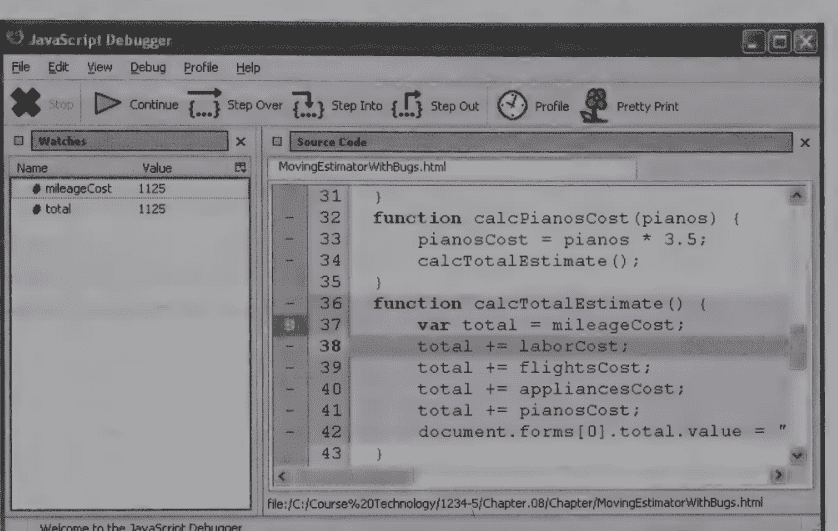 JavaScript Debugger
File Edit View Debug Profile Help
Stop Continue Step Over Step Into Step Out Profile Pretty Print
Watches
Name Value
mileageCost 1125
total 1125
Source Code
MovingEstimatorWithBugs.html
31 }
32 function calcPianosCost(pianos) {
33 pianosCost = pianos * 3.5;
34 calcTotalEstimate();
35 }
36 function calcTotalEstimate() {
37 var total = mileageCost;
38 total += laborCost;
39 total += flightsCost;
40 total += appliancesCost;
41 total += pianosCost;
42 document.forms[0].total.value = "
43 }
file:/C:/Course%20Technology/1234-5/Chapter.08/Chapter/MovingEstimatorWithBugs.html
Welcome to the JavaScript Debugger